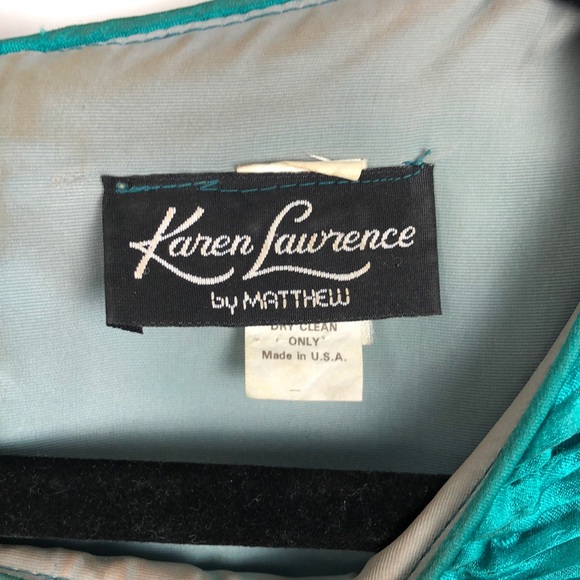 Karen Lawrence
by MATTHEW
DRY CLEAN
ONLY
Made in U.S.A.